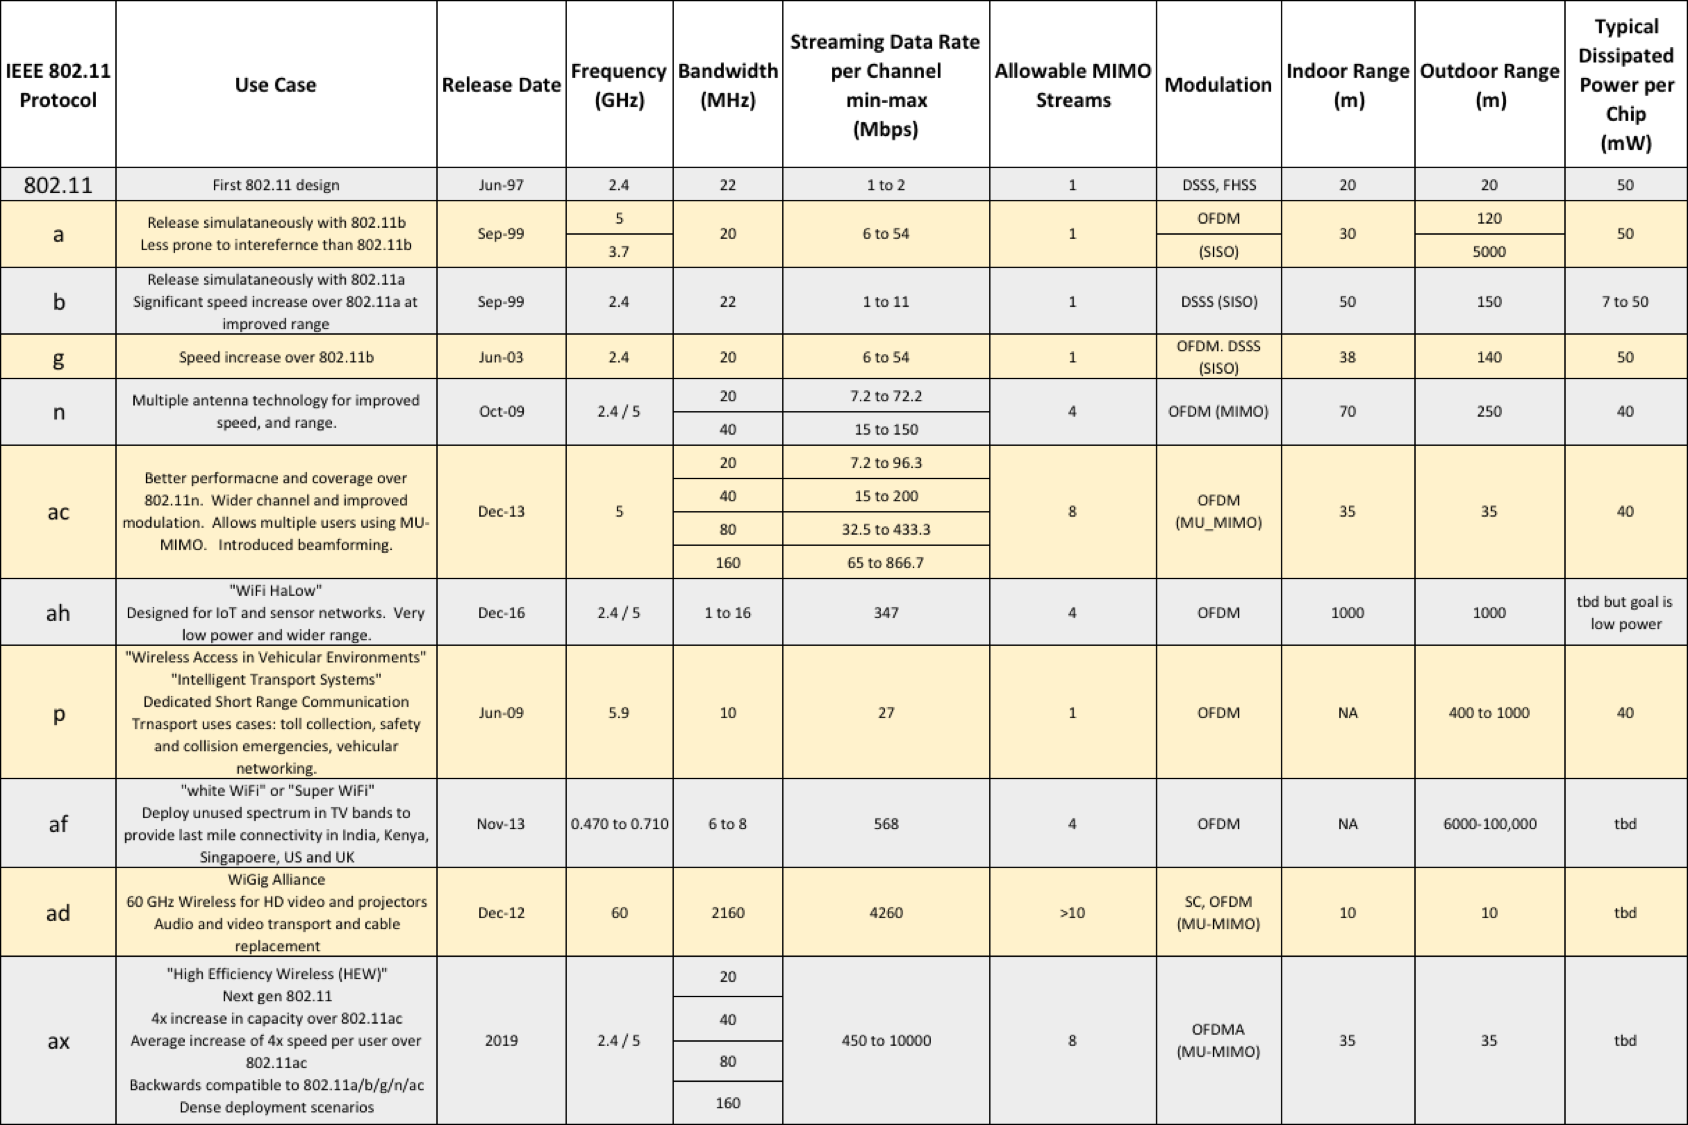 IEEE 802.11
Protocol
Use Case
Release Date
Frequency
(GHz)
Bandwidth
(MHz)
Streaming Data Rate
per Channel
min-max
(Mbps)
Allowable MIMO
Streams
Modulation
Indoor Range
(m)
Outdoor Range
(m)
Typical
Dissipated
Power per
Chip
(mW)
802.11
First 802.11 design
Jun-97
2.4
22
1 to 2
1
DSSS, FHSS
20
20
50
a
Release simulataneously with 802.11b
Less prone to interefernce than 802.11b
Sep-99
5
3.7
20
6 to 54
1
OFDM
(SISO)
30
120
5000
50
b
Release simulataneously with 802.11a
Significant speed increase over 802.11a at
improved range
Sep-99
2.4
22
1 to 11
1
DSSS (SISO)
50
150
7 to 50
g
Speed increase over 802.11b
Jun-03
2.4
20
6 to 54
1
OFDM. DSSS
(SISO)
38
140
50
n
Multiple antenna technology for improved
speed, and range.
Oct-09
2.4 / 5
20
7.2 to 72.2
40
15 to 150
4
OFDM (MIMO)
70
250
40
ac
Better performacne and coverage over
802.11n. Wider channel and improved
modulation. Allows multiple users using MU-
MIMO. Introduced beamforming.
Dec-13
5
20
7.2 to 96.3
40
15 to 200
80
32.5 to 433.3
160
65 to 866.7
8
OFDM
(MU_MIMO)
35
35
40
ah
"WiFi HaLow"
Designed for IoT and sensor networks. Very
low power and wider range.
Dec-16
2.4 / 5
1 to 16
347
4
OFDM
1000
1000
tbd but goal is
low power
p
"Wireless Access in Vehicular Environments"
"Intelligent Transport Systems"
Dedicated Short Range Communication
Trnasport uses cases: toll collection, safety
and collision emergencies, vehicular
networking.
Jun-09
5.9
10
27
1
OFDM
NA
400 to 1000
40
af
"white WiFi" or "Super WiFi"
Deploy unused spectrum in TV bands to
provide last mile connectivity in India, Kenya,
Singapoere, US and UK
Nov-13
0.470 to 0.710
6 to 8
568
4
OFDM
NA
6000-100,000
tbd
ad
WiGig Alliance
60 GHz Wireless for HD video and projectors
Audio and video transport and cable
replacement
Dec-12
60
2160
4260
>10
SC, OFDM
(MU-MIMO)
10
10
tbd
ax
"High Efficiency Wireless (HEW)"
Next gen 802.11
4x increase in capacity over 802.11ac
Average increase of 4x speed per user over
802.11ac
Backwards compatible to 802.11a/b/g/n/ac
Dense deployment scenarios
2019
2.4 / 5
20
40
80
160
450 to 10000
8
OFDMA
(MU-MIMO)
35
35
tbd